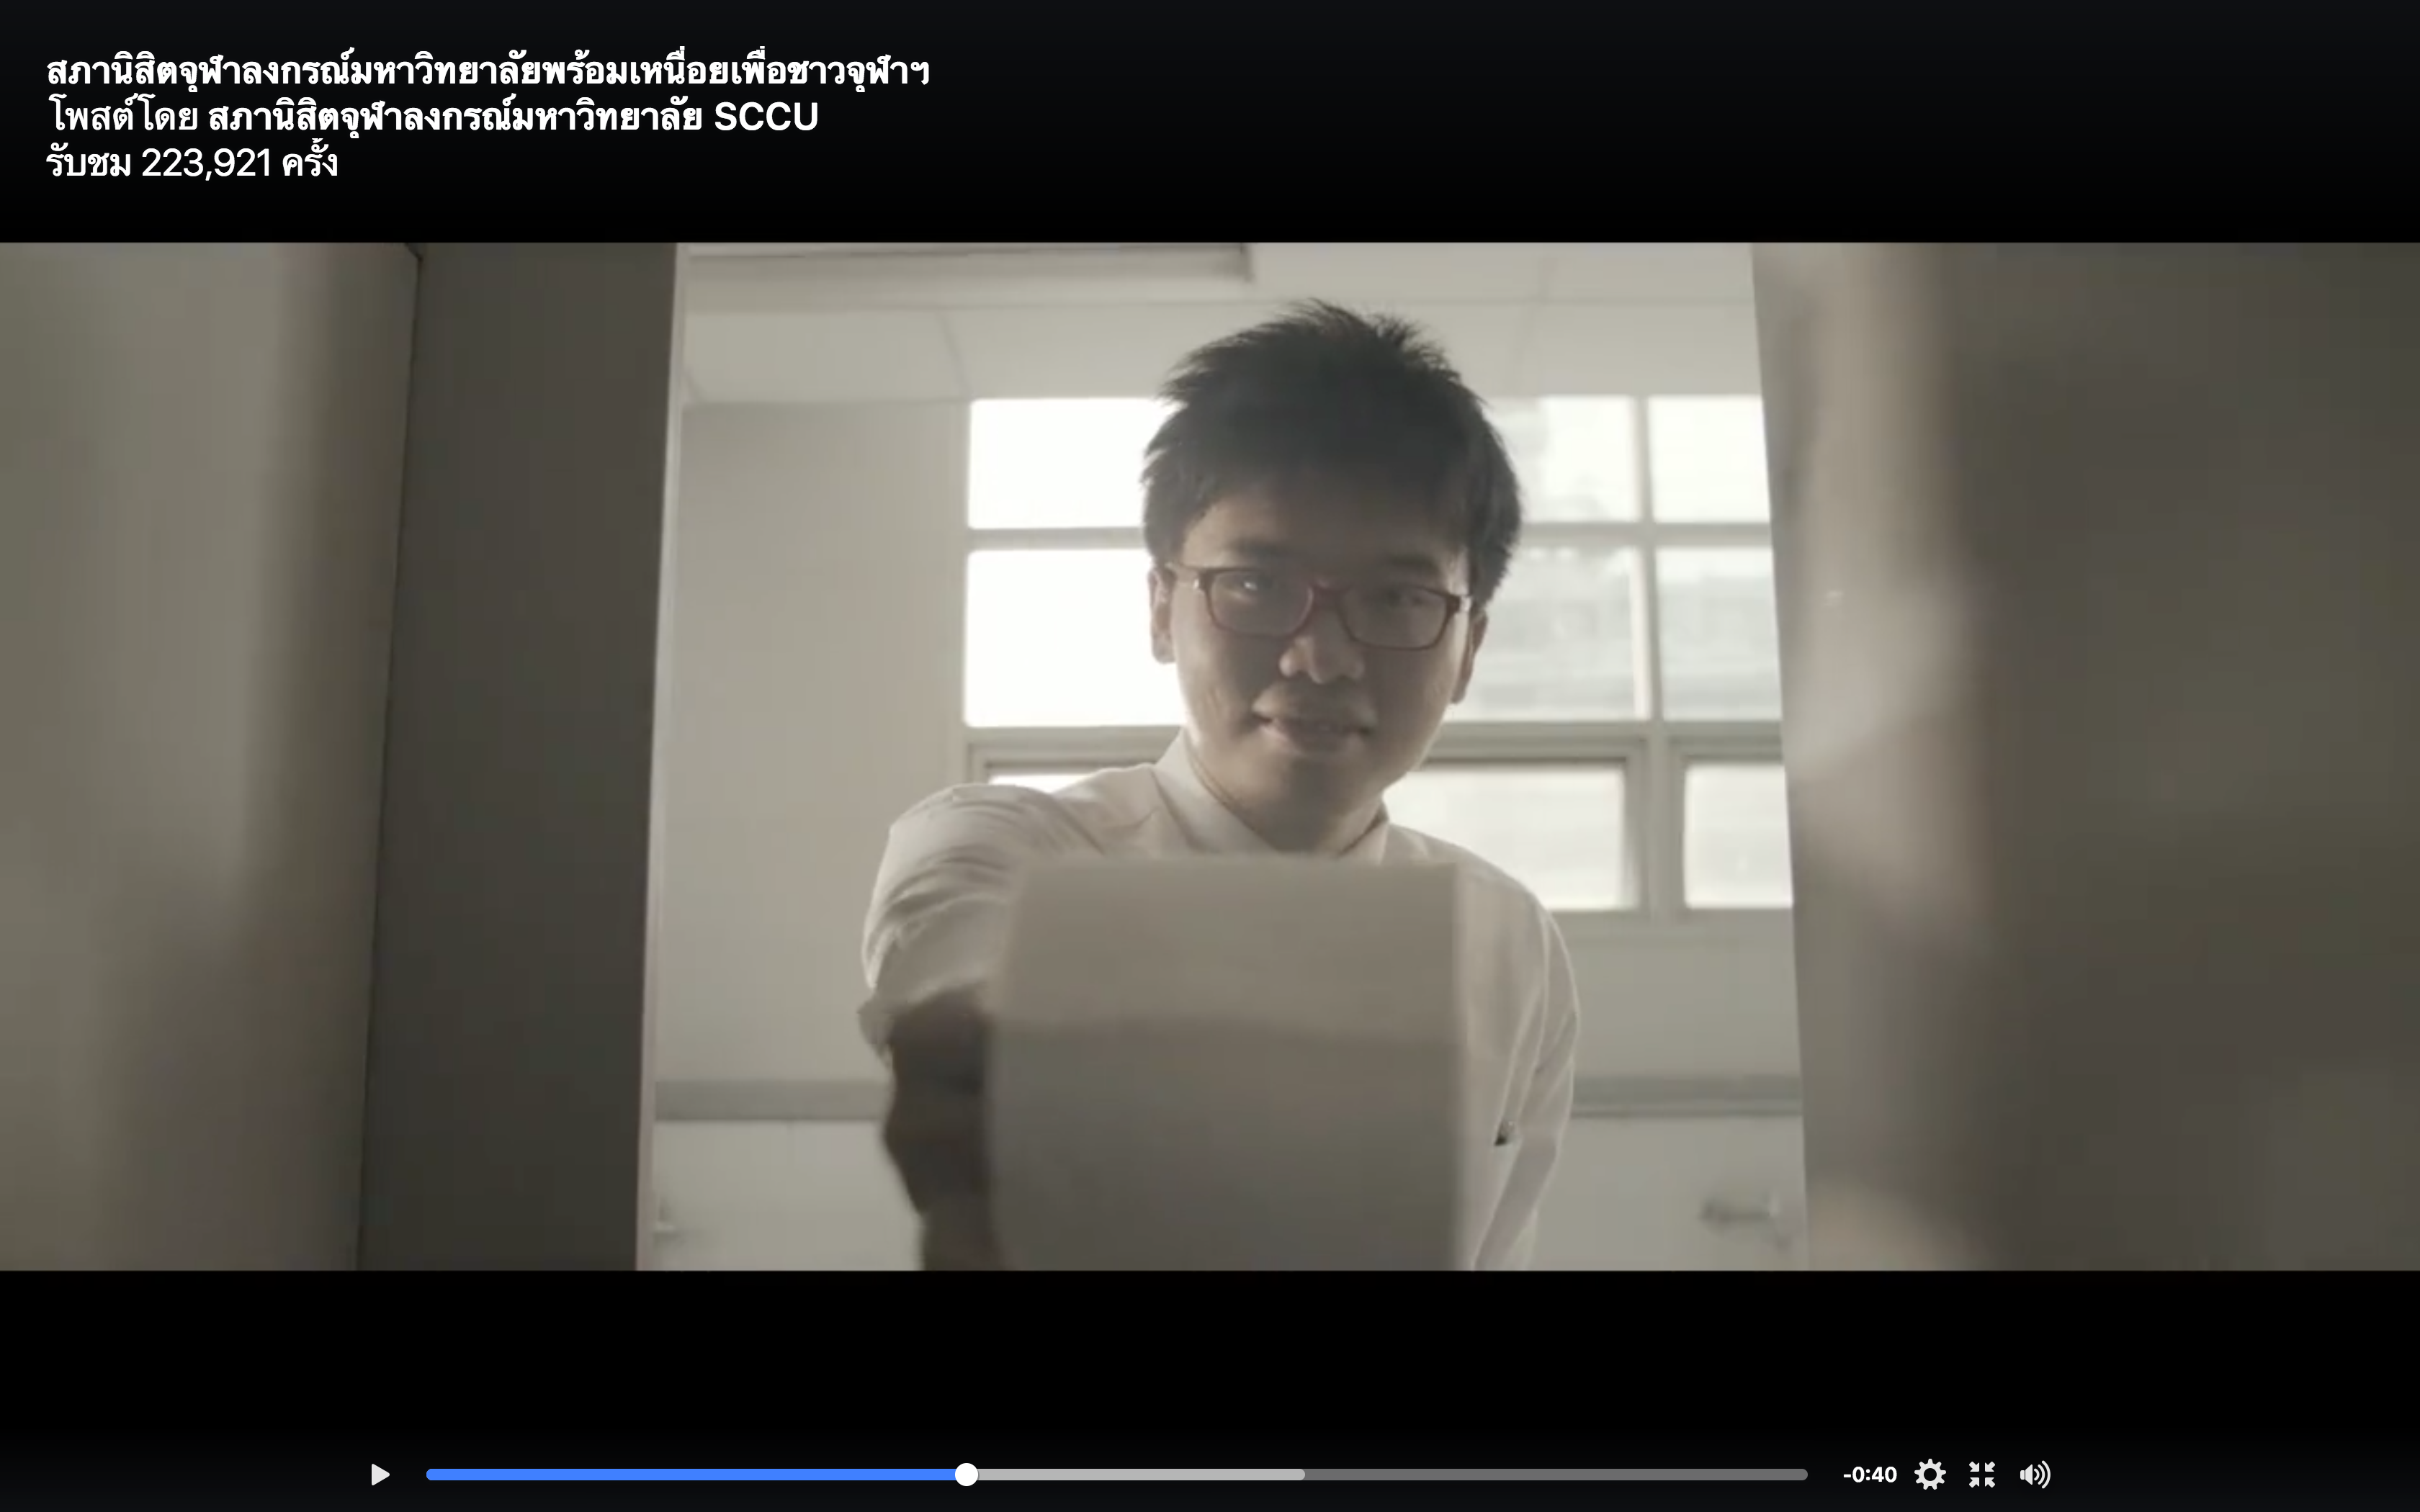 สภานิสิตจุฬาลงกรณ์มหาวิทยาลัยพร้อมเหนื่อยเพื่อชาวจุฬาฯ
โพสต์โดย สภานิสิตจุฬาลงกรณ์มหาวิทยาลัย SCCU
รับชม 223,921 ครั้ง
-0:40